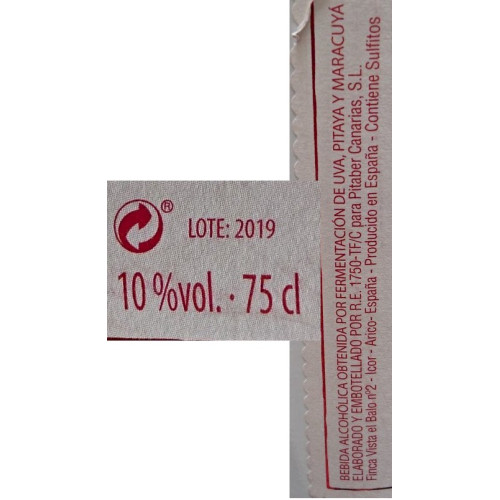 ®
LOTE: 2019
10 %vol. · 75 cl
BEBIDA ALCOHÓLICA OBTENIDA POR FERMENTACIÓN DE UVA, PITAYA Y MARACUYÁ
ELABORADO Y EMBOTELLADO POR R.E. 1750-TF/C para Pitaber Canarias, S.L.
Finca Vista el Balo nº2 - Icor - Arico- España - Producido en España - Contiene Sulfitos